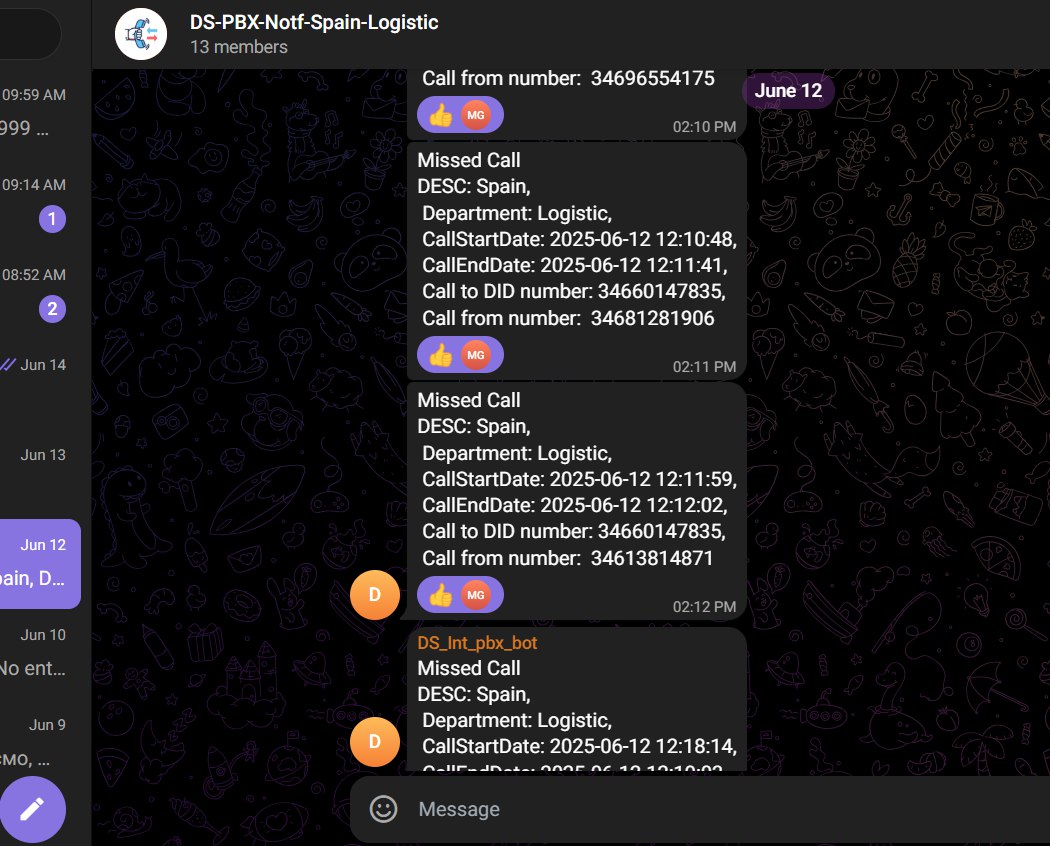 DS-PBX-Notf-Spain-Logistic
13 members
09:59 AM
999 ...
09:14 AM
1
08:52 AM
2
Jun 14
Jun 13
Jun 12
pain, D...
Jun 10
No ent...
Jun 9
смо, ...
June 12
Call from number: 34696554175
MG
02:10 PM
Missed Call
DESC: Spain,
Department: Logistic,
CallStartDate: 2025-06-12 12:10:48,
CallEndDate: 2025-06-12 12:11:41,
Call to DID number: 34660147835,
Call from number: 34681281906
MG
02:11 PM
Missed Call
DESC: Spain,
Department: Logistic,
CallStartDate: 2025-06-12 12:11:59,
CallEndDate: 2025-06-12 12:12:02,
Call to DID number: 34660147835,
Call from number: 34613814871
D
MG
02:12 PM
DS_Int_pbx_bot
Missed Call
DESC: Spain,
Department: Logistic,
D
CallStartDate: 2025-06-12 12:18:14,
Message